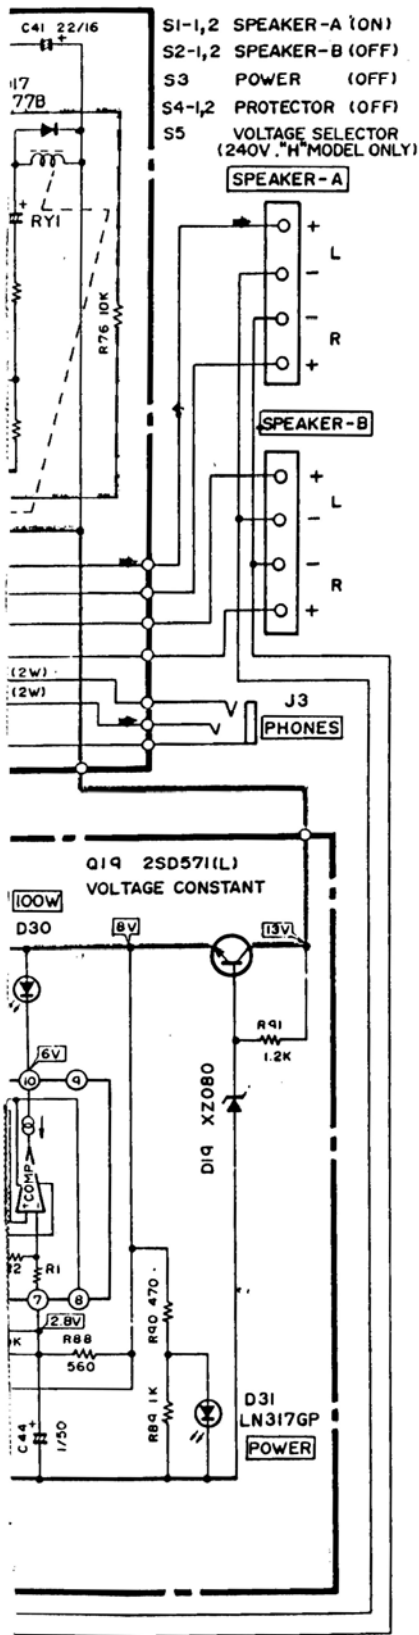 C41 22/16
S1-1,2 SPEAKER-A (ON)
S2-1,2 SPEAKER-B (OFF)
S3 POWER (OFF)
S4-1,2 PROTECTOR (OFF)
S5 VOLTAGE SELECTOR
(240V."H"MODEL ONLY)
17
77B
SPEAKER-A
+
RY1
+
L
−
R76 10K
−
R
+
SPEAKER-B
+
L
−
−
R
+
(2W)
(2W)
J3
PHONES
Q19 2SD571(L)
VOLTAGE CONSTANT
100W
D30
8V
13V
R91
1.2K
6V
10
9
D19 XZ080
COMP
+
−
R1
7
8
2.8V
R88
560
R90 470
R89 1K
C44
+
1/50
D31
LN317GP
POWER